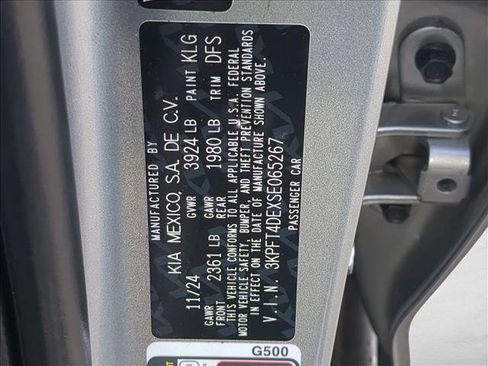 MANUFACTURED BY
KIA MEXICO, S.A. DE C.V.
11/24 GVWR 3924 LB PAINT KLG
GAWR FRONT 2361 LB GAWR REAR 1980 LB TRIM DFS
THIS VEHICLE CONFORMS TO ALL APPLICABLE U.S.A. FEDERAL
MOTOR VEHICLE SAFETY, BUMPER, AND THEFT PREVENTION STANDARDS
IN EFFECT ON THE DATE OF MANUFACTURE SHOWN ABOVE.
V.I.N. 3KPFT4DEXSE065267
PASSENGER CAR
G500